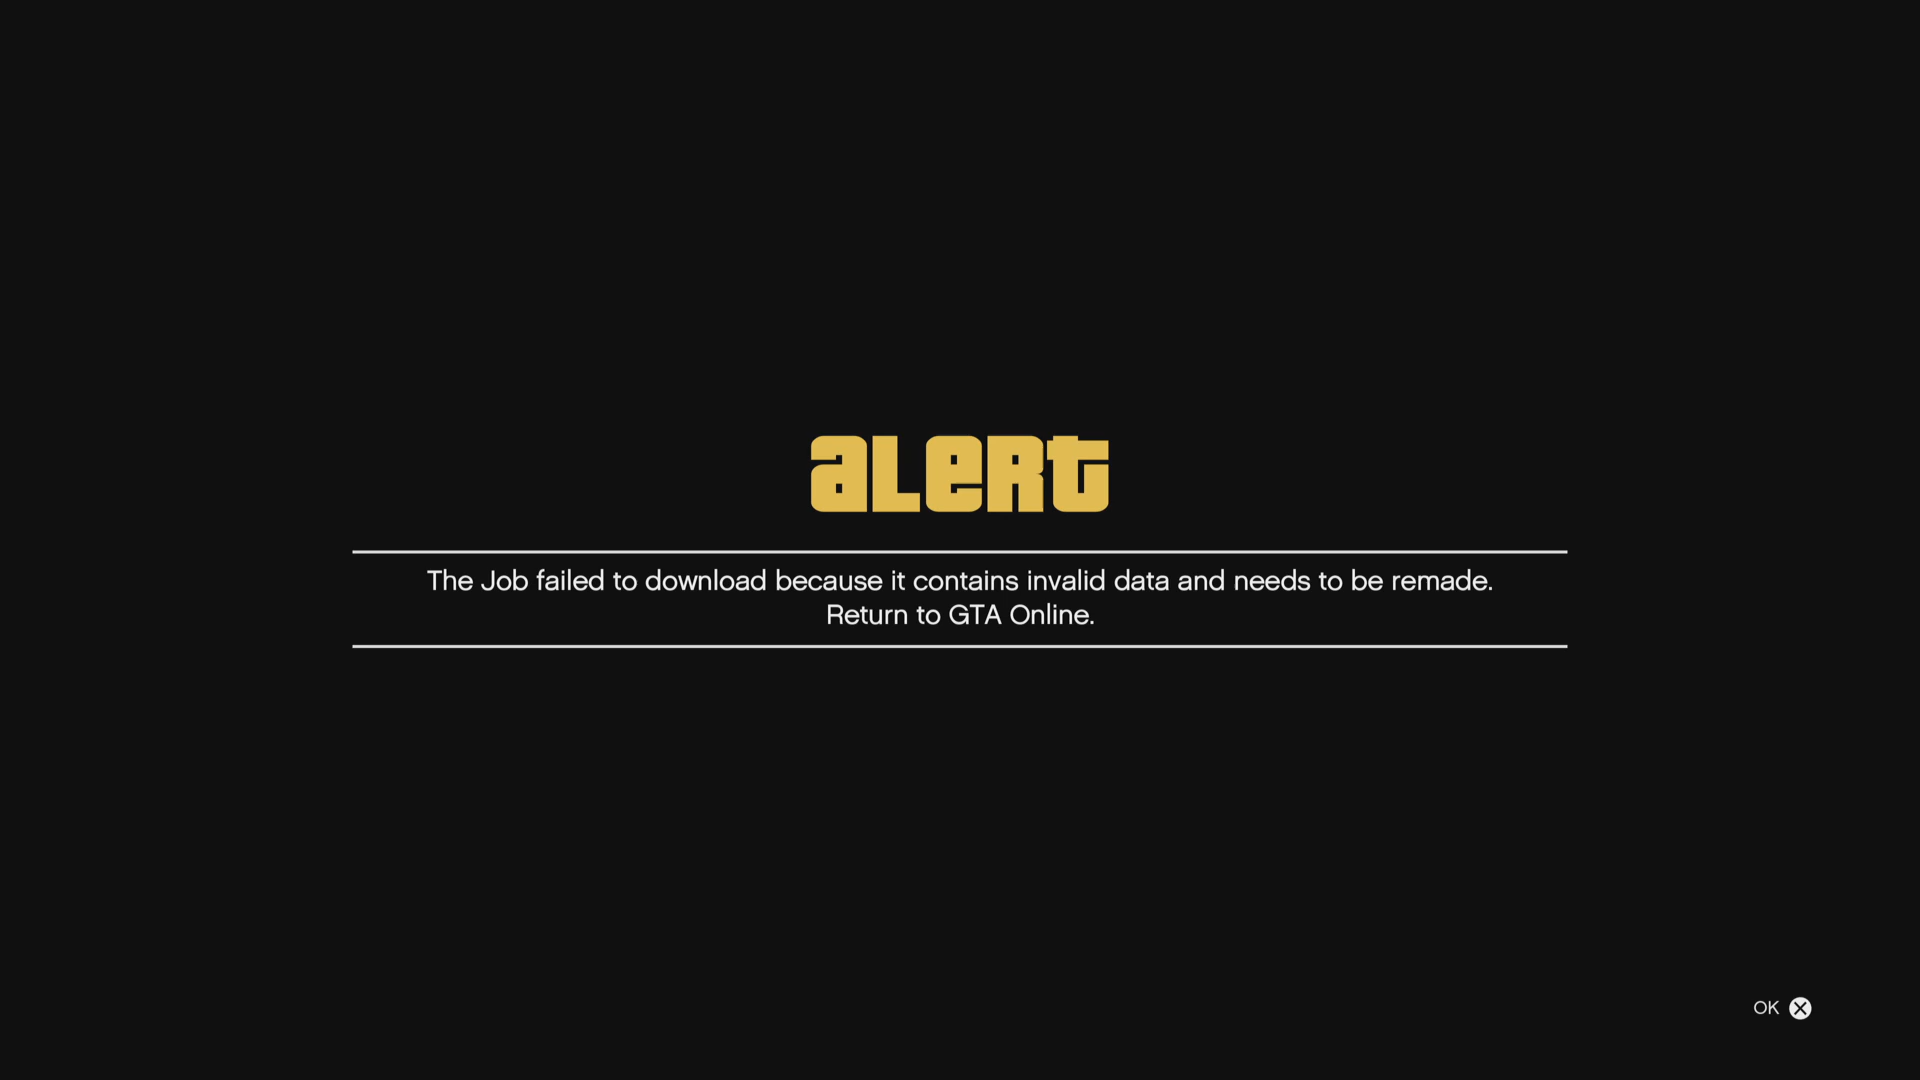 aLeRt
The Job failed to download because it contains invalid data and needs to be remade.
Return to GTA Online.
OK